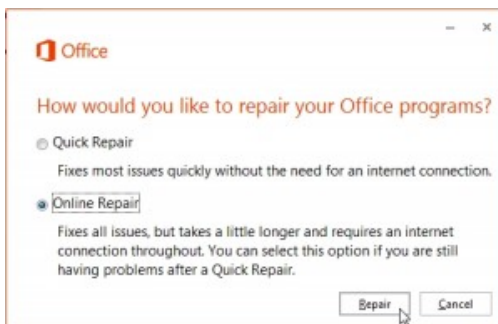 Office
How would you like to repair your Office programs?
Quick Repair
Fixes most issues quickly without the need for an internet connection.
Online Repair
Fixes all issues, but takes a little longer and requires an internet
connection throughout. You can select this option if you are still
having problems after a Quick Repair.
Repair Cancel